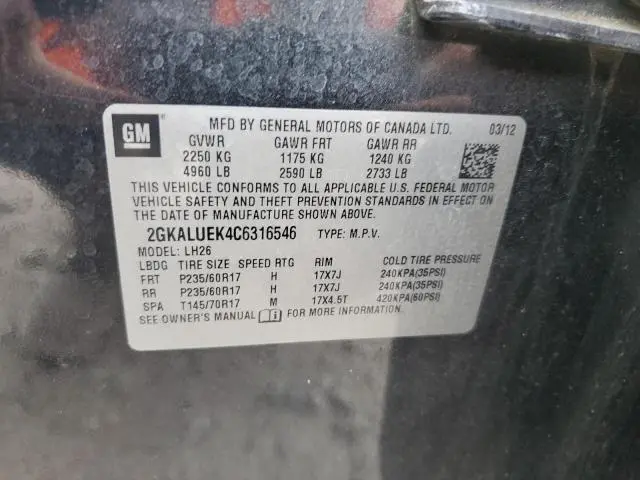 GM
MFD BY GENERAL MOTORS OF CANADA LTD. 03/12
GVWR GAWR FRT GAWR RR
2250 KG 1175 KG 1240 KG
4960 LB 2590 LB 2733 LB
THIS VEHICLE CONFORMS TO ALL APPLICABLE U.S. FEDERAL MOTOR
VEHICLE SAFETY AND THEFT PREVENTION STANDARDS IN EFFECT ON
THE DATE OF MANUFACTURE SHOWN ABOVE.
2GKALUEK4C6316546 TYPE: M.P.V.
MODEL: LH26
LBDG TIRE SIZE SPEED RTG RIM COLD TIRE PRESSURE
FRT P235/60R17 H 17X7J 240KPA(35PSI)
RR P235/60R17 H 17X7J 240KPA(35PSI)
SPA T145/70R17 M 17X4.5T 420KPA(60PSI)
SEE OWNER'S MANUAL FOR MORE INFORMATION.